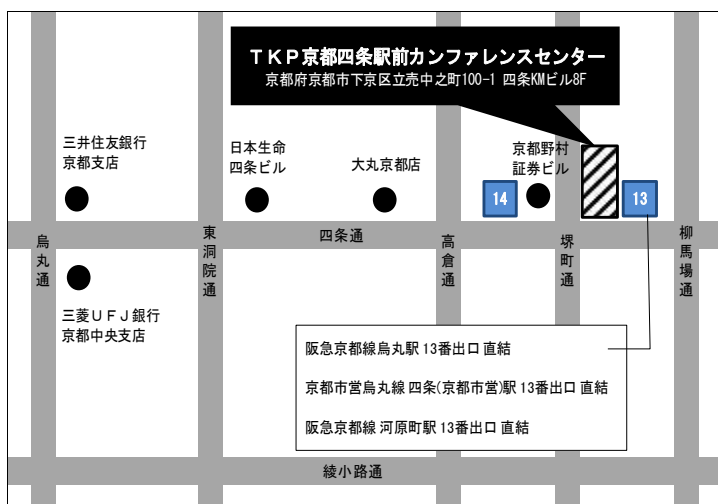 TKP京都四条駅前カンファレンスセンター
京都府京都市下京区立売中之町100-1 四条KMビル8F
三井住友銀行
京都支店
日本生命
四条ビル
大丸京都店
京都野村
証券ビル
14
13
烏丸通
東洞院通
四条通
高倉通
堺町通
柳馬場通
三菱UFJ銀行
京都中央支店
阪急京都線烏丸駅 13番出口 直結
京都市営烏丸線 四条(京都市営)駅 13番出口 直結
阪急京都線 河原町駅 13番出口 直結
綾小路通